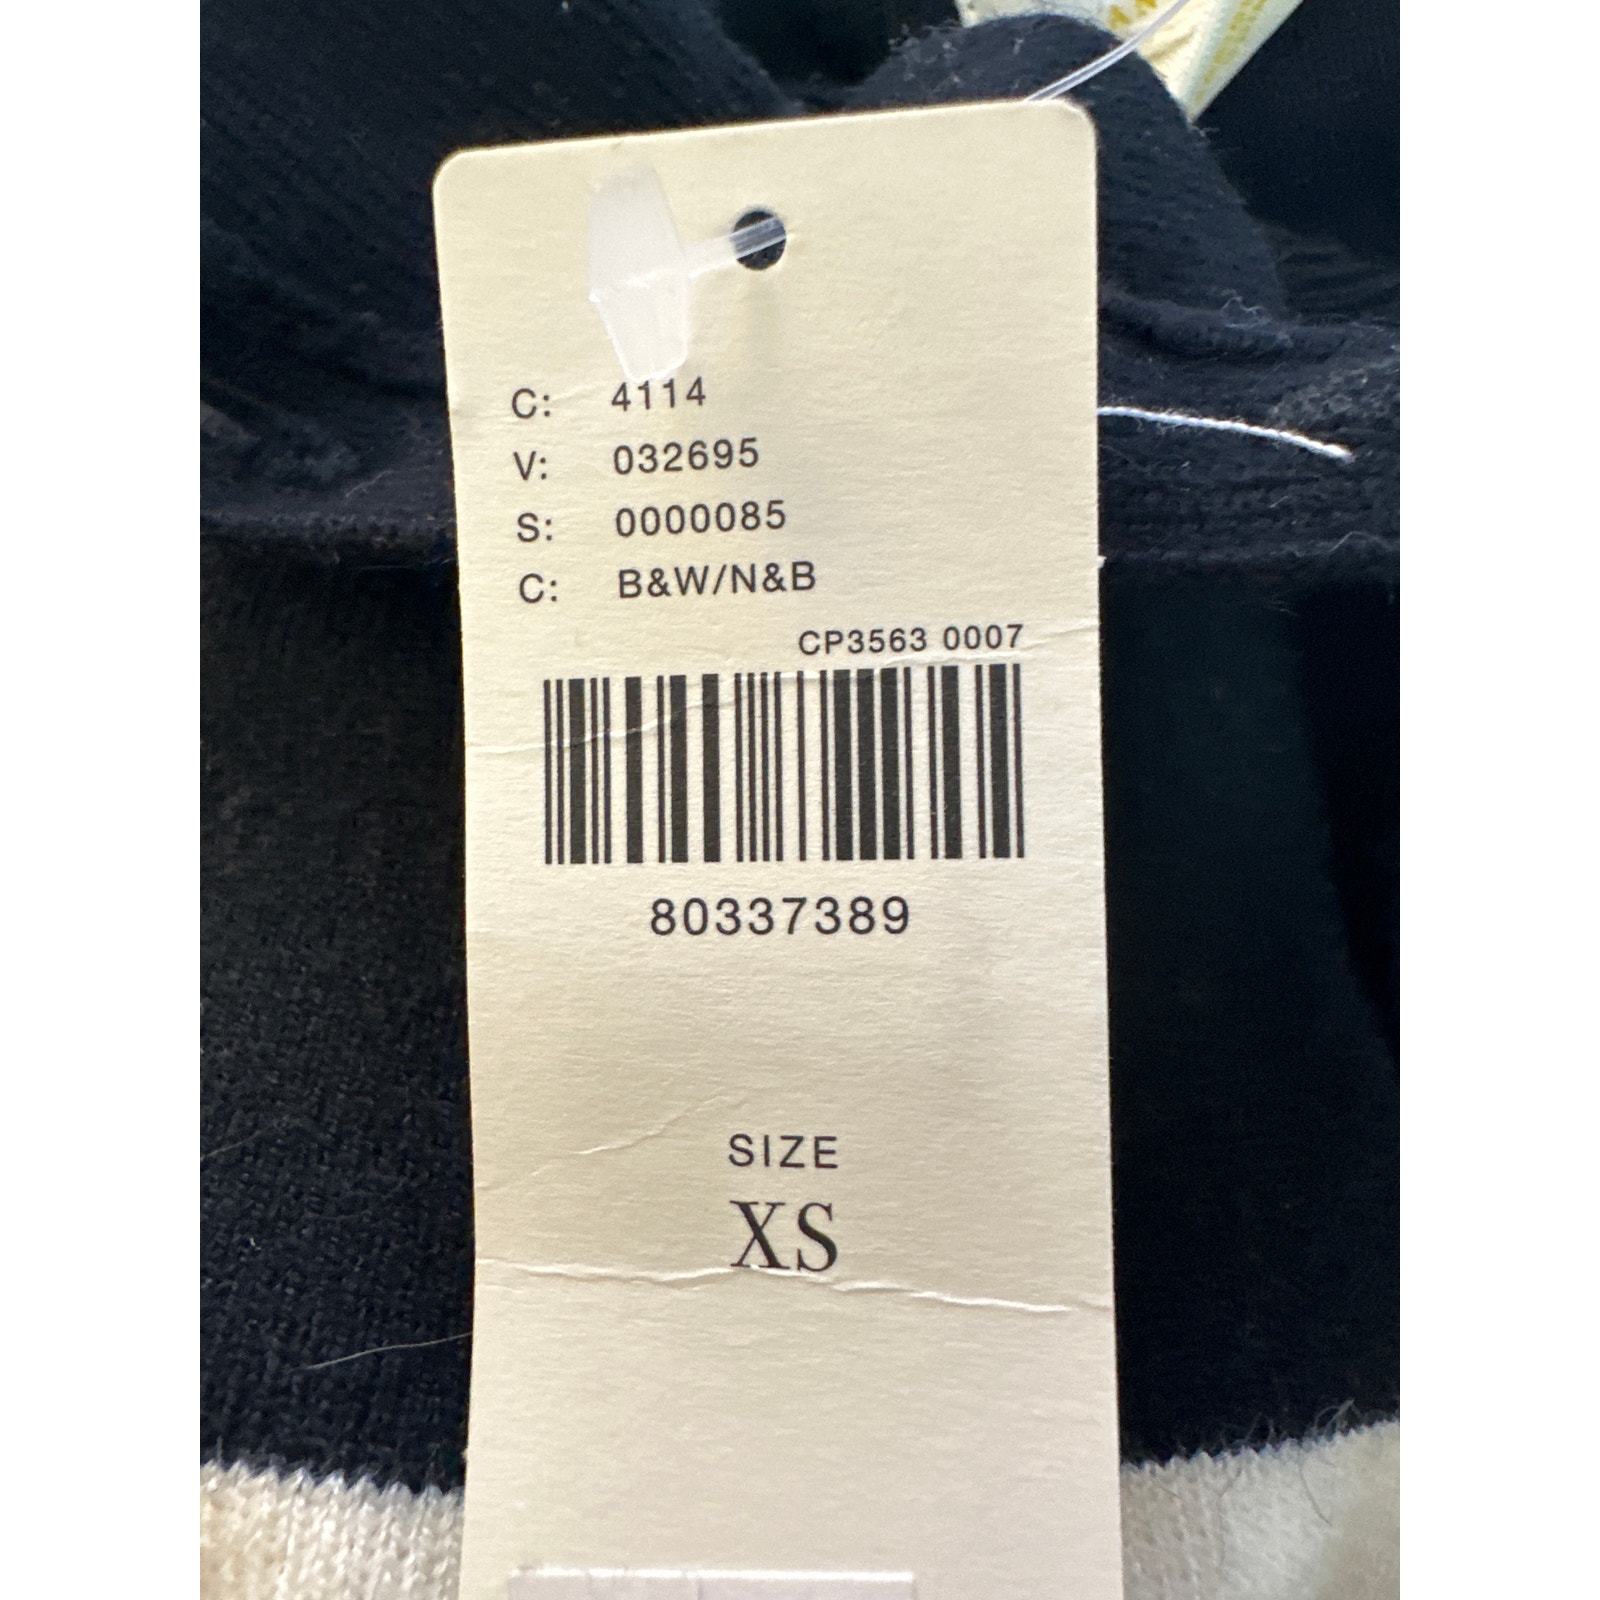 C: 4114
V: 032695
S: 0000085
C: B&W/N&B
CP3563 0007
80337389
SIZE
XS